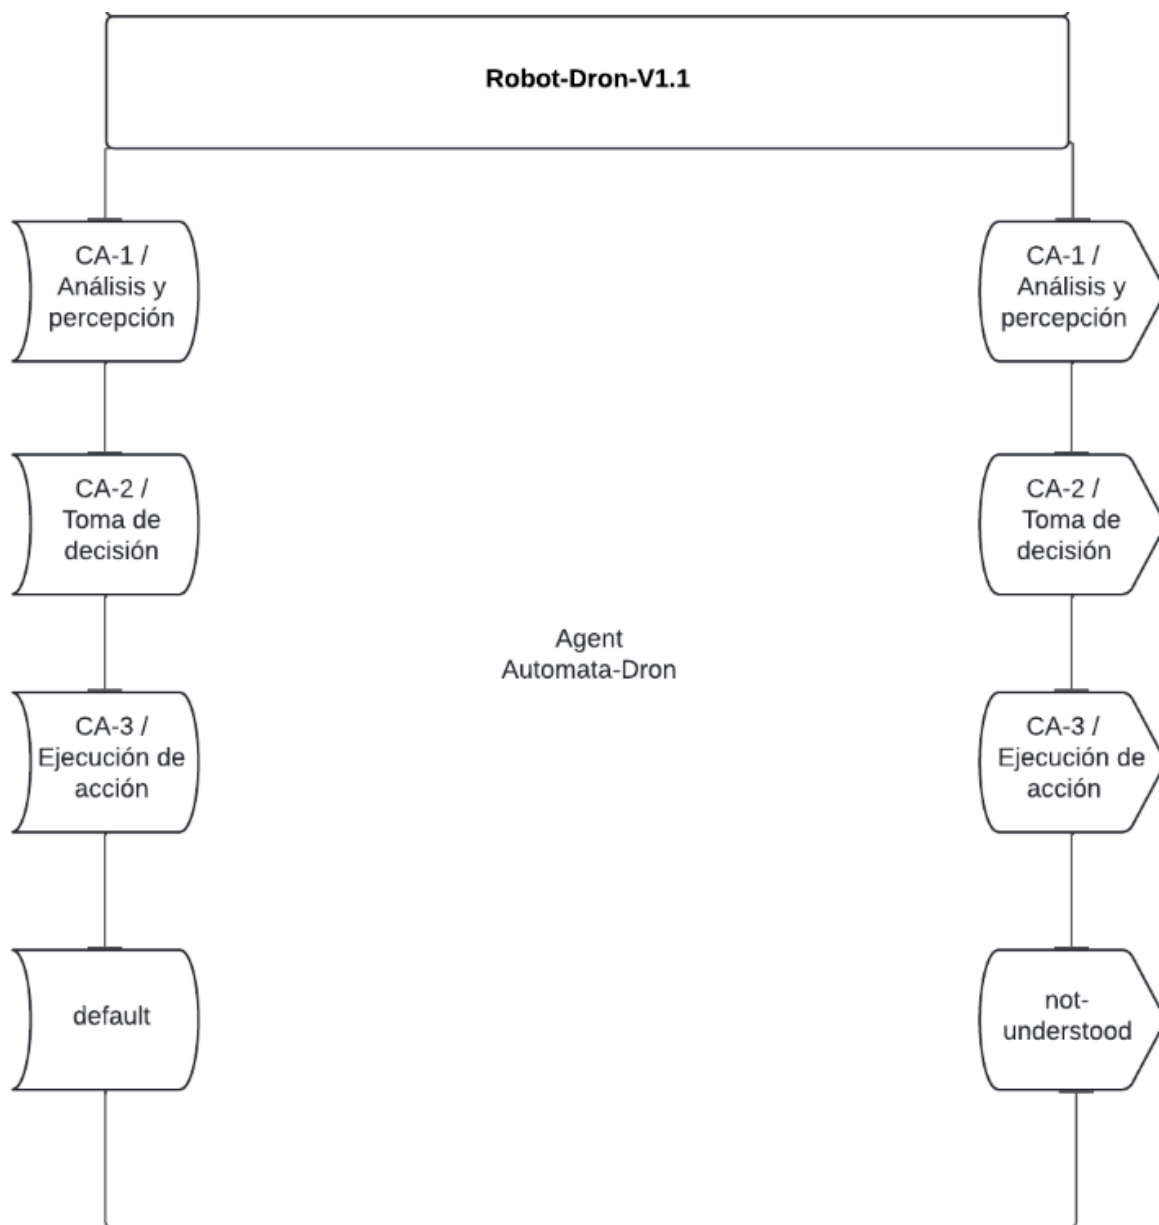 Robot-Dron-V1.1
CA-1 /
Análisis y
percepción
CA-1 /
Análisis y
percepción
CA-2 /
Toma de
decisión
CA-2 /
Toma de
decisión
Agent
Automata-Dron
CA-3 /
Ejecución de
acción
CA-3 /
Ejecución de
acción
default
not-
understood